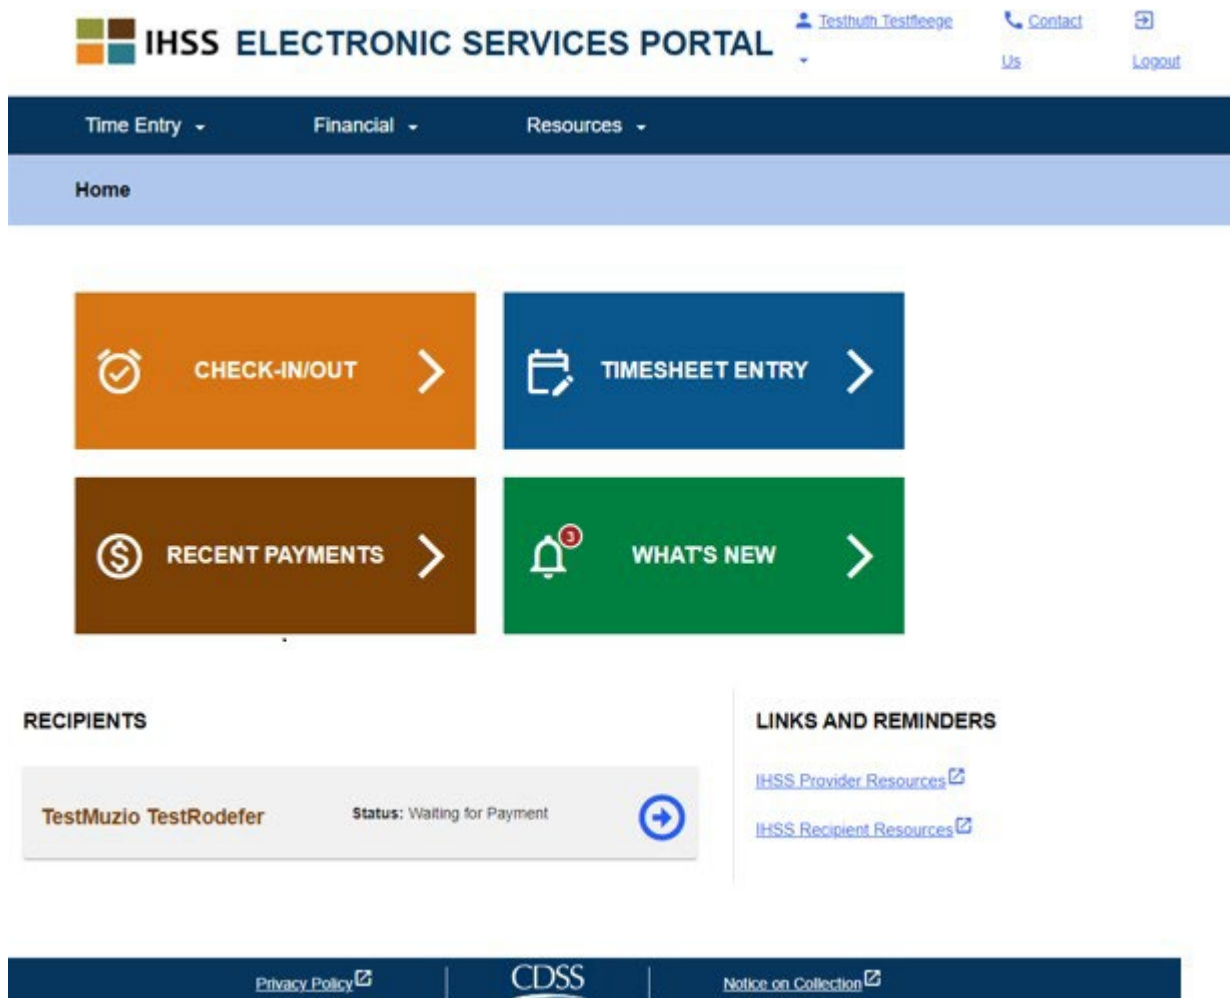 IHSS ELECTRONIC SERVICES PORTAL
Testhuth Testfleege
Contact Us
Logout
Time Entry
Financial
Resources
Home
CHECK-IN/OUT
TIMESHEET ENTRY
RECENT PAYMENTS
3
WHAT'S NEW
RECIPIENTS
TestMuzio TestRodefer
Status: Waiting for Payment
LINKS AND REMINDERS
IHSS Provider Resources
IHSS Recipient Resources
Privacy Policy
CDSS
Notice on Collection